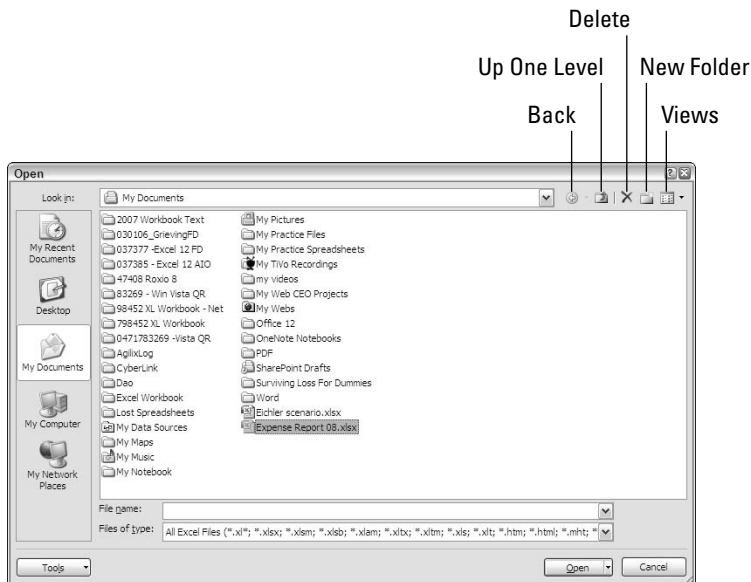 Delete
Up One Level New Folder
Back Views
Open
Look in: My Documents
My Recent Documents
Desktop
My Documents
My Computer
My Network Places
2007 Workbook Text
030106_GrievingFD
037377 -Excel 12 FD
037385 - Excel 12 AIO
47408 Roxio 8
83269 - Win Vista QR
98452 XL Workbook - Net
798452 XL Workbook
0471783269 -Vista QR
AgilixLog
CyberLink
Dao
Excel Workbook
Lost Spreadsheets
My Data Sources
My Maps
My Music
My Notebook
My Pictures
My Practice Files
My Practice Spreadsheets
My TiVo Recordings
my videos
My Web CEO Projects
My Webs
Office 12
OneNote Notebooks
PDF
SharePoint Drafts
Surviving Loss For Dummies
Word
Eichler scenario.xlsx
Expense Report 08.xlsx
File name:
Files of type: All Excel Files (*.xl*; *.xlsx; *.xlsm; *.xlsb; *.xlam; *.xltx; *.xltm; *.xls; *.xlt; *.htm; *.html; *.mht; *
Tools Open Cancel